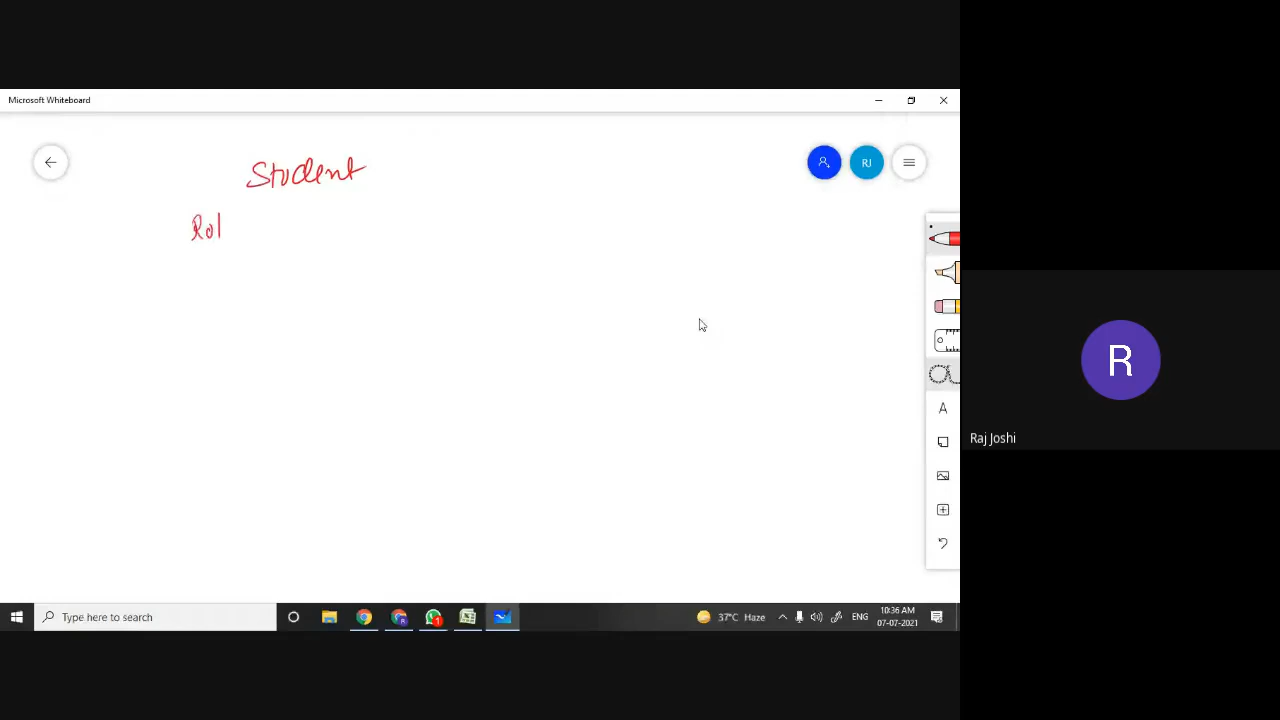 Microsoft Whiteboard
RJ
Student
Rol
A
R
Raj Joshi
Type here to search
R
1
37°C Haze
ENG
10:36 AM
07-07-2021